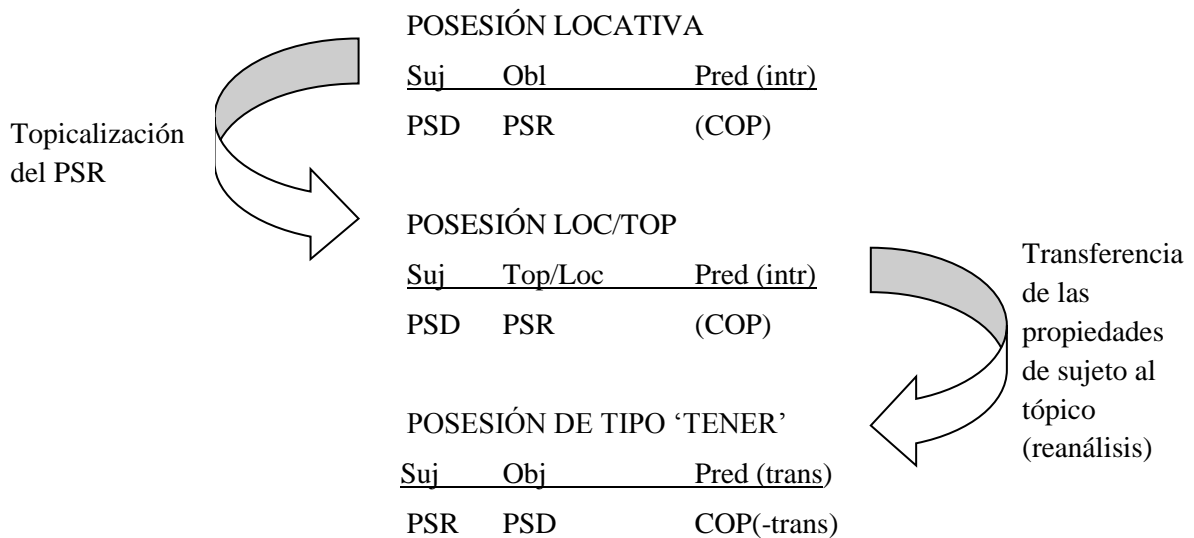 POSESIÓN LOCATIVA
Suj Obl Pred (intr)
PSD PSR (COP)
Topicalización
del PSR
POSESIÓN LOC/TOP
Suj Top/Loc Pred (intr)
PSD PSR (COP)
Transferencia
de las
propiedades
de sujeto al
tópico
(reanálisis)
POSESIÓN DE TIPO ‘TENER’
Suj Obj Pred (trans)
PSR PSD COP(-trans)